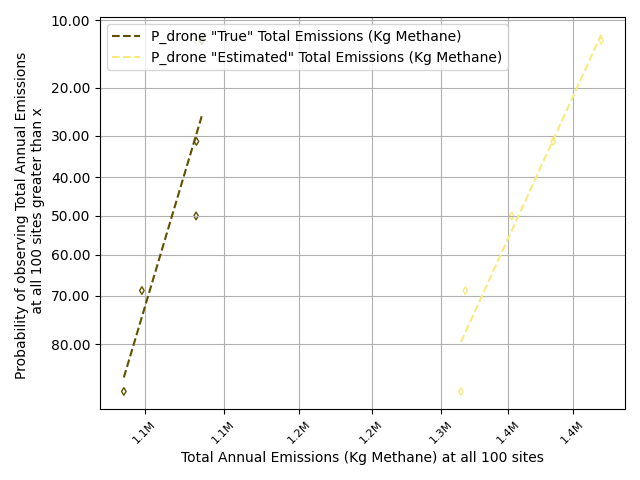 10.00
20.00
30.00
40.00
50.00
60.00
70.00
80.00
Probability of observing Total Annual Emissions
at all 100 sites greater than x
P_drone "True" Total Emissions (Kg Methane)
P_drone "Estimated" Total Emissions (Kg Methane)
1.1M 1.1M 1.2M 1.2M 1.3M 1.4M 1.4M
Total Annual Emissions (Kg Methane) at all 100 sites